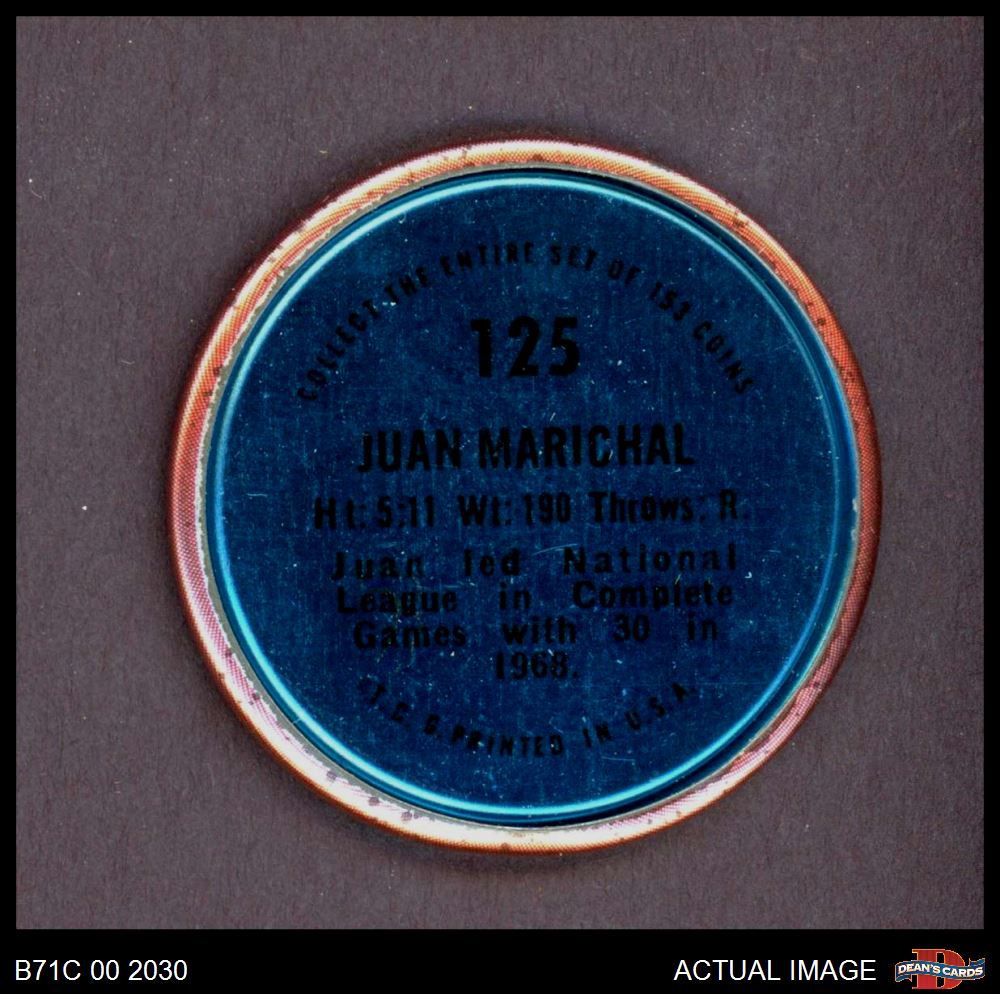 COLLECT THE ENTIRE SET OF 153 COINS
125
JUAN MARICHAL
Ht: 5:11 Wt: 190 Throws: R.
Juan led National
League in Complete
Games with 30 in
1968.
T.C.G. PRINTED IN U.S.A.
B71C 00 2030
ACTUAL IMAGE
DEAN'S CARDS